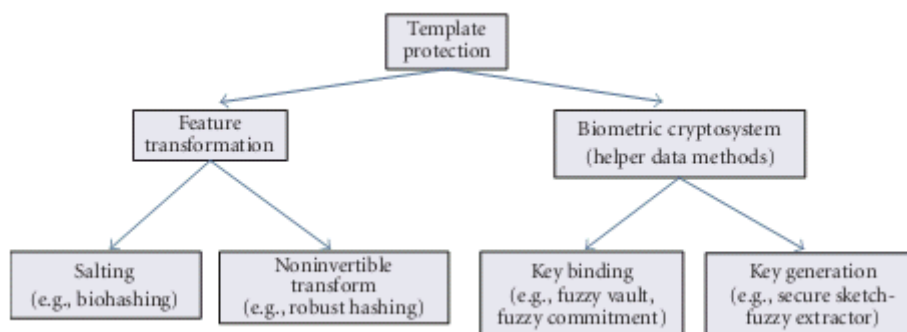 Template
protection
Feature
transformation
Biometric cryptosystem
(helper data methods)
Salting
(e.g., biohashing)
Noninvertible
transform
(e.g., robust hashing)
Key binding
(e.g., fuzzy vault,
fuzzy commitment)
Key generation
(e.g., secure sketch-
fuzzy extractor)